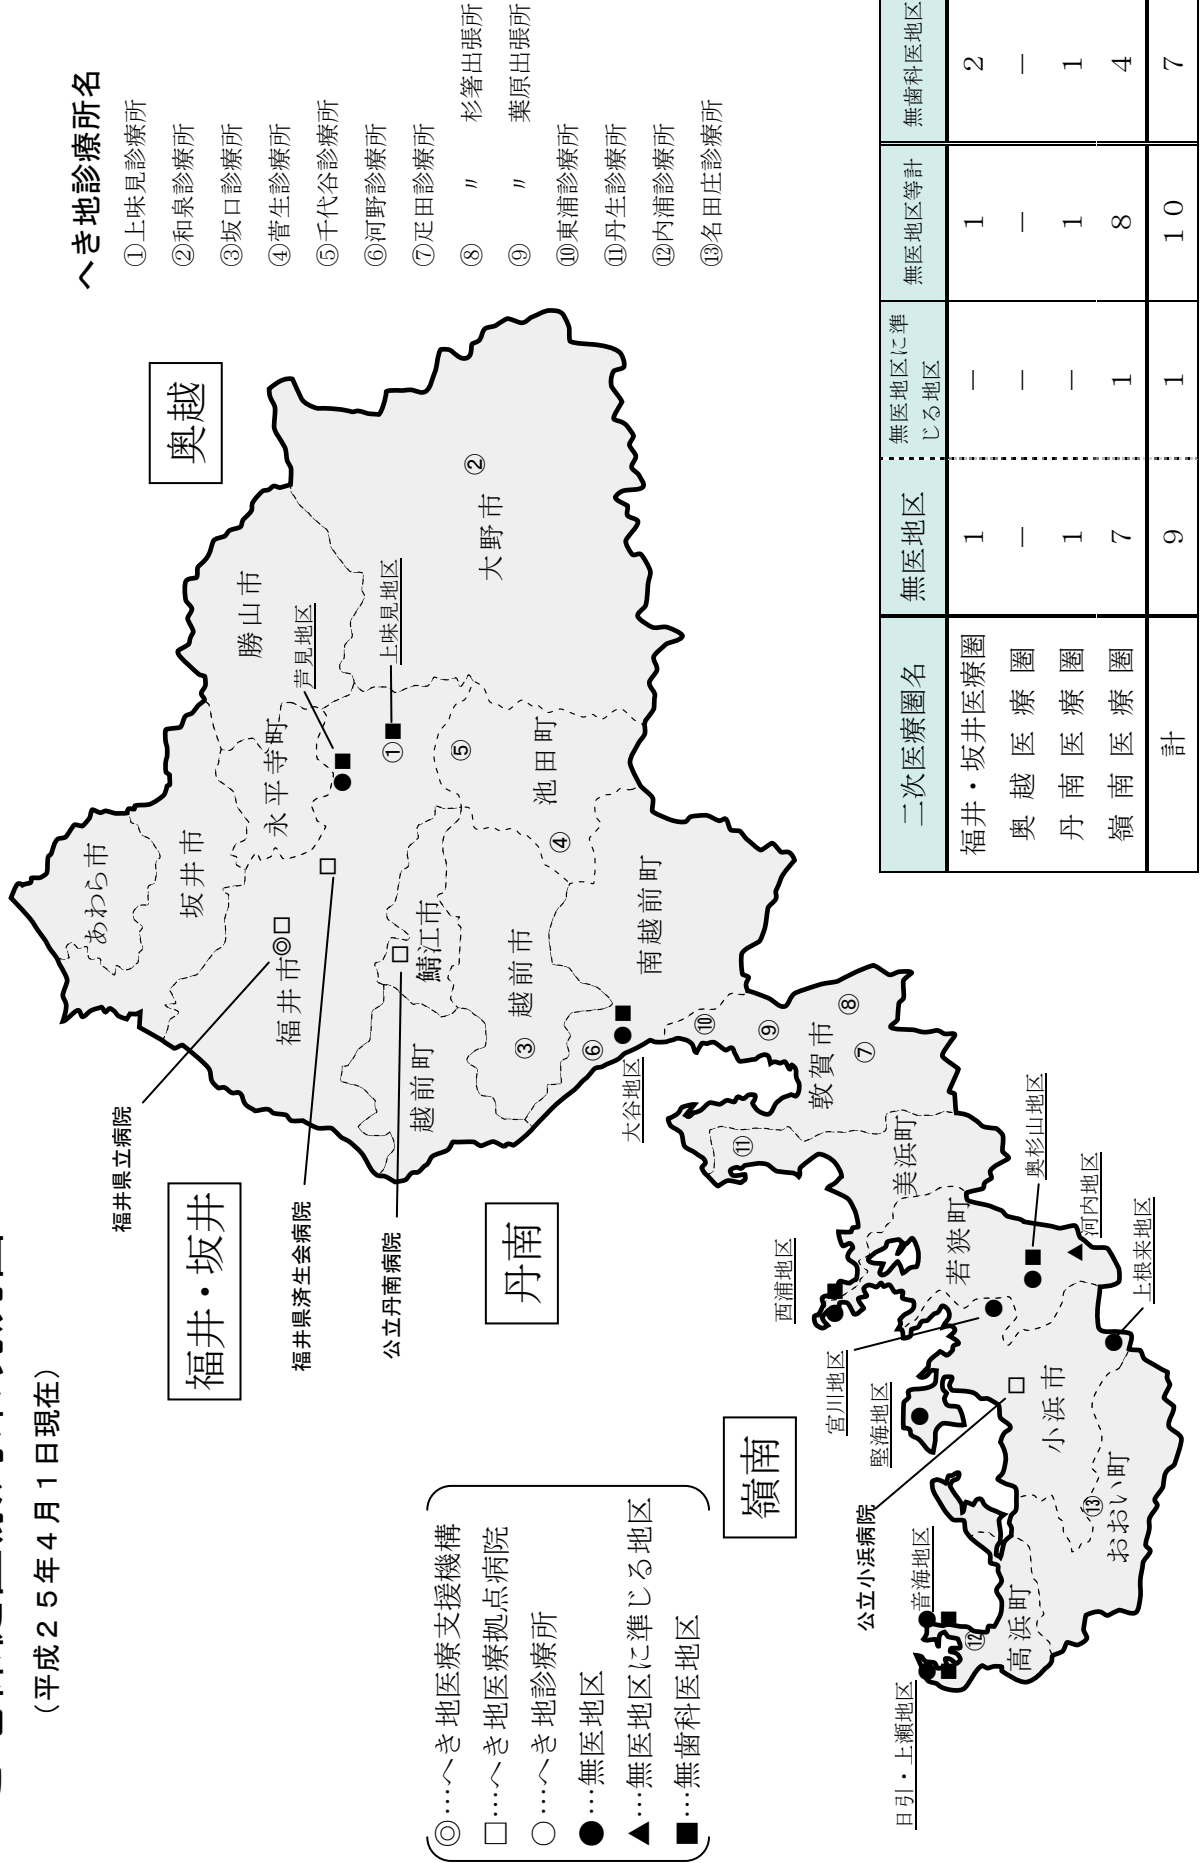 （平成２５年４月１日現在）
へき地診療所名
①上味見診療所
②和泉診療所
③坂口診療所
④菅生診療所
⑤千代谷診療所
⑥河野診療所
⑦疋田診療所
⑧　〃　杉箸出張所
⑨　〃　葉原出張所
⑩東浦診療所
⑪丹生診療所
⑫内浦診療所
⑬名田庄診療所
奥越
福井・坂井
丹南
嶺南
あわら市
坂井市
永平寺町
勝山市
福井市
大野市
鯖江市
越前町
越前市
池田町
南越前町
敦賀市
美浜町
若狭町
小浜市
おおい町
高浜町
福井県立病院
福井県済生会病院
公立丹南病院
公立小浜病院
芦見地区
上味見地区
大谷地区
西浦地区
宮川地区
堅海地区
音海地区
日引・上瀬地区
奥杉山地区
河内地区
上根来地区
①
②
③
④
⑤
⑥
⑦
⑧
⑨
⑩
⑪
⑫
⑬
◎…へき地医療支援機構
□…へき地医療拠点病院
○…へき地診療所
●…無医地区
▲…無医地区に準じる地区
■…無歯科医地区
二次医療圏名　無医地区　無医地区に準じる地区　無医地区等計　無歯科医地区
福井・坂井医療圏　１　－　１　２
奥越医療圏　－　－　－　－
丹南医療圏　１　－　１　１
嶺南医療圏　７　１　８　４
計　９　１　１０　７